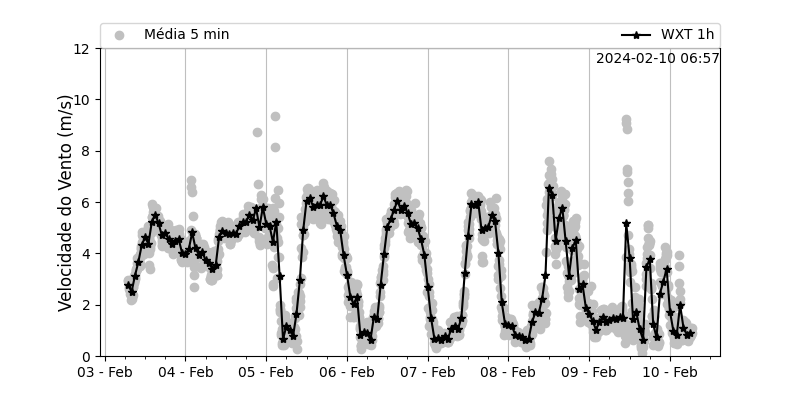 Média 5 min
WXT 1h
2024-02-10 06:57
Velocidade do Vento (m/s)
12
10
8
6
4
2
0
03 - Feb
04 - Feb
05 - Feb
06 - Feb
07 - Feb
08 - Feb
09 - Feb
10 - Feb